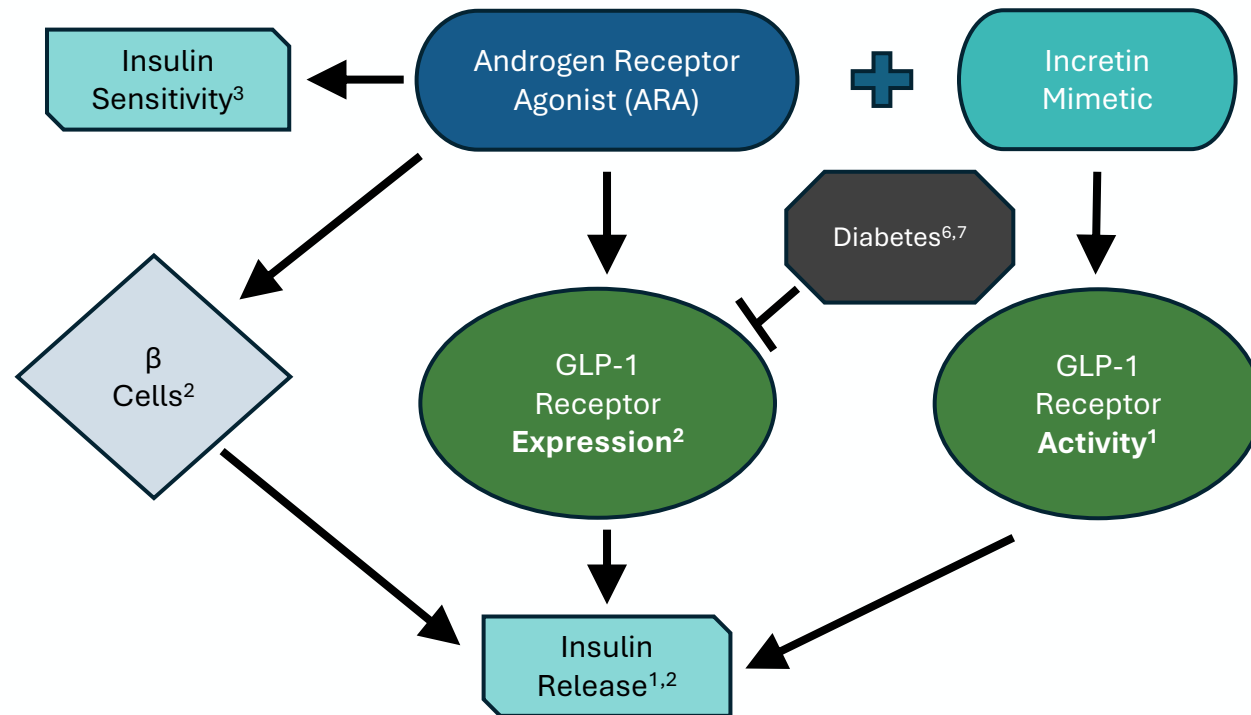 Insulin
Sensitivity³
Androgen Receptor
Agonist (ARA)
Incretin
Mimetic
Diabetes⁶,⁷
β
Cells²
GLP-1
Receptor
Expression²
GLP-1
Receptor
Activity¹
Insulin
Release¹,²